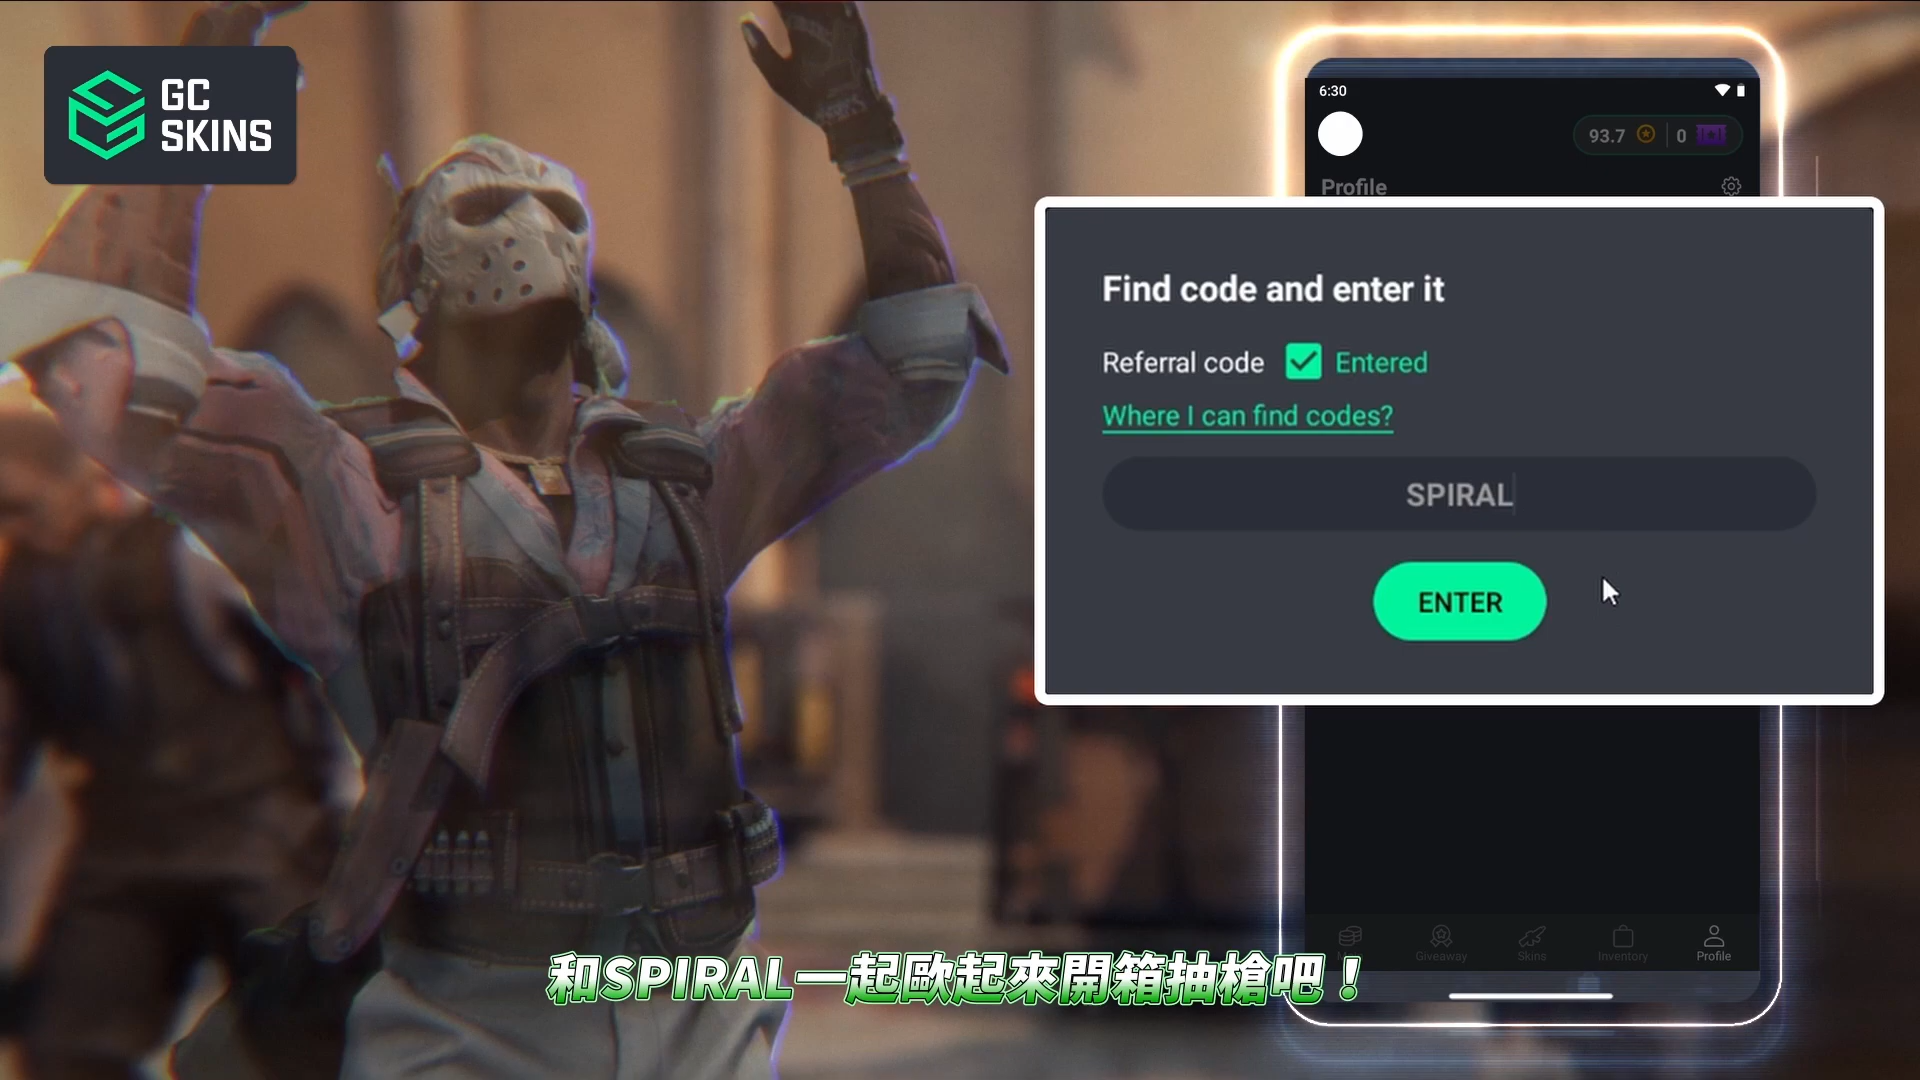 GC
SKINS
6:30
93.7
0
Profile
Find code and enter it
Referral code Entered
Where I can find codes?
SPIRAL
ENTER
Giveaway
Skins
Inventory
Profile
和SPIRAL一起歐起來開箱抽槍吧！